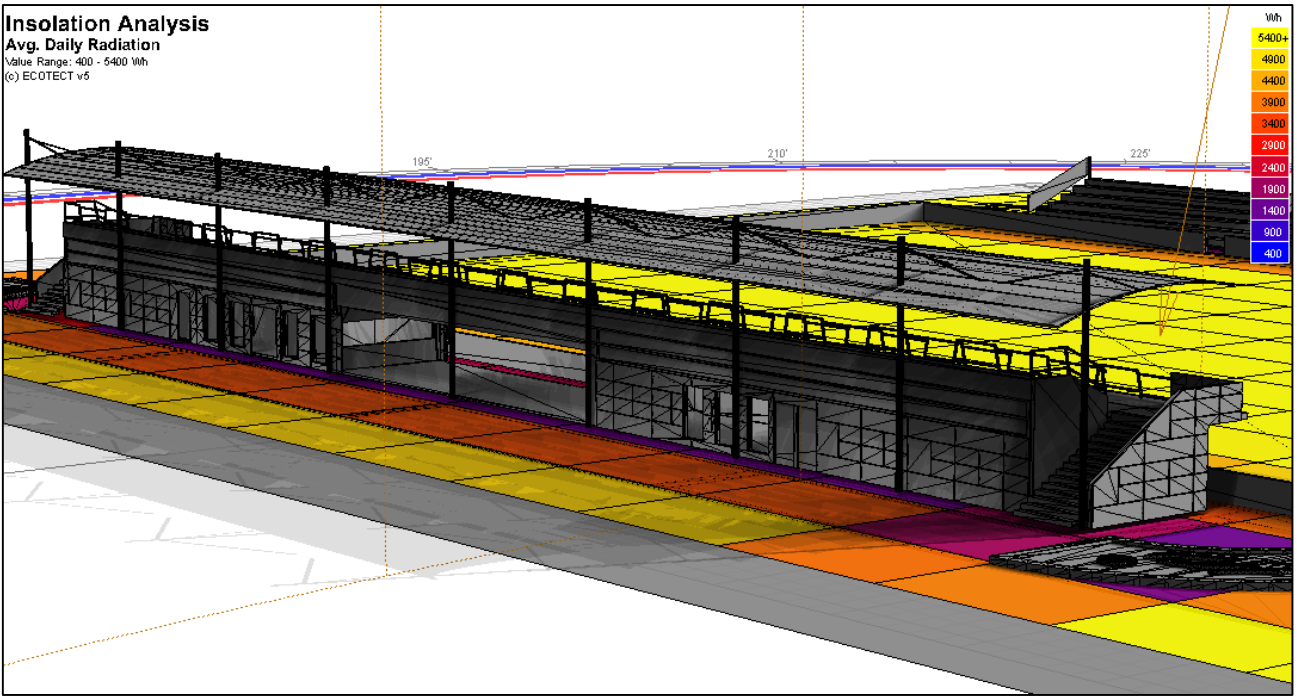 Insolation Analysis
Avg. Daily Radiation
Value Range: 400 - 5400 Wh
(c) ECOTECT v5
195'
210'
225'
Wh
5400+
4900
4400
3900
3400
2900
2400
1900
1400
900
400